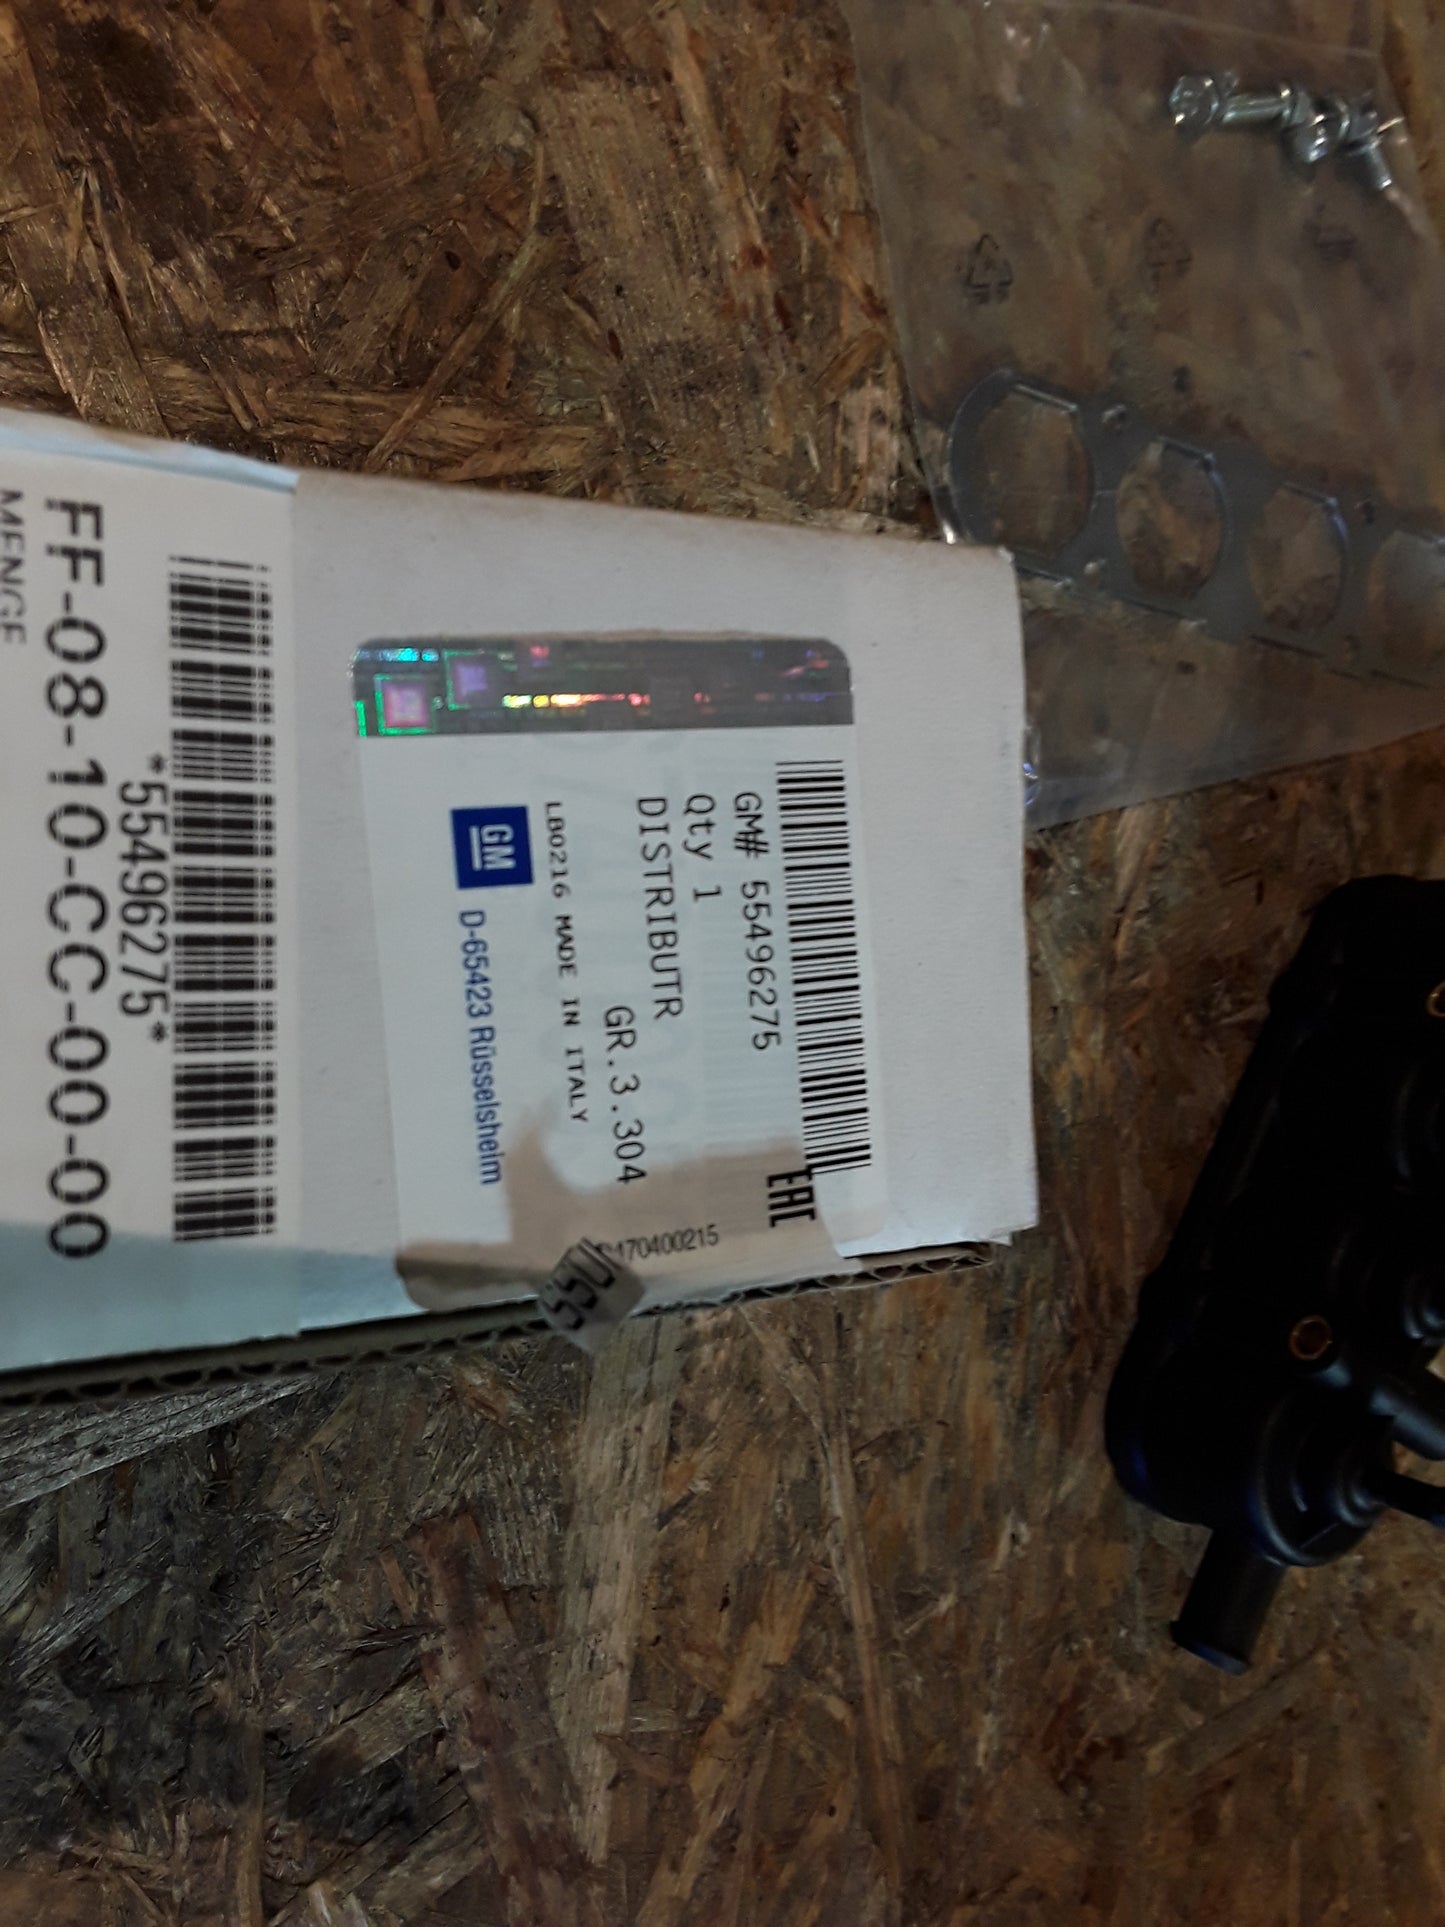 GM# 55496275
Qty 1
DISTRIBUTR
GR.3.304
LB0216 MADE IN ITALY
GM
D-65423 Rüsselsheim
EAC
470400215
*55496275*
FF-08-10-CC-00-00
MENGE